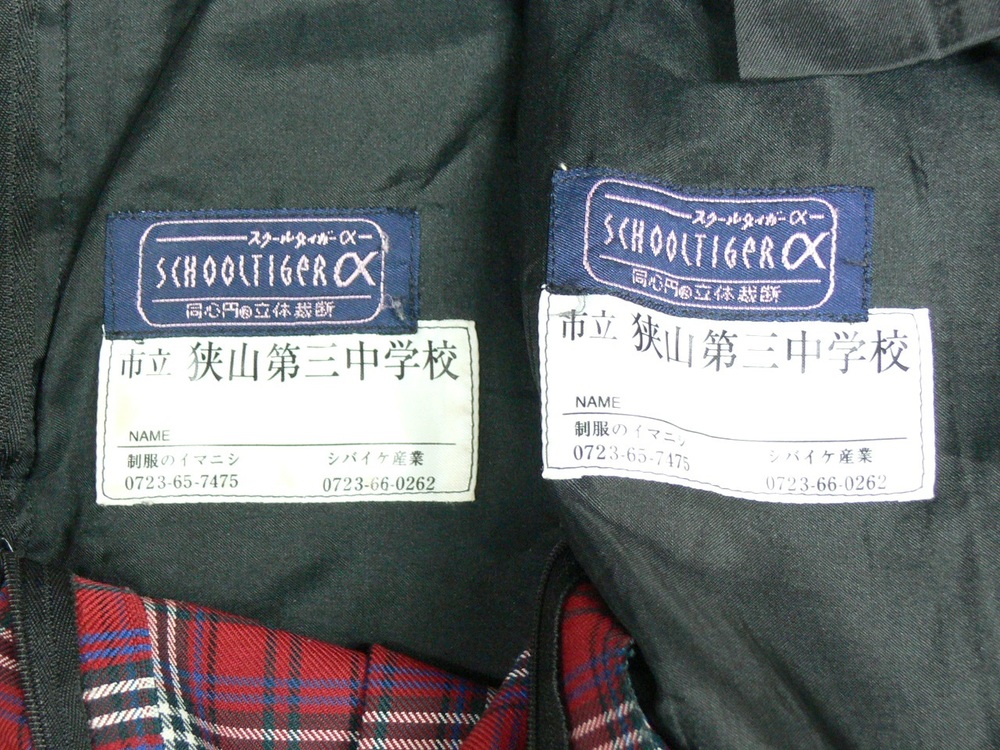 スクールタイガーα
SCHOOLTIGER α
同心円®立体裁断
市立 狭山第三中学校
NAME
制服のイマニシ シバイケ産業
0723-65-7475 0723-66-0262
スクールタイガーα
SCHOOLTIGER α
同心円®立体裁断
市立 狭山第三中学校
NAME
制服のイマニシ シバイケ産業
0723-65-7475 0723-66-0262